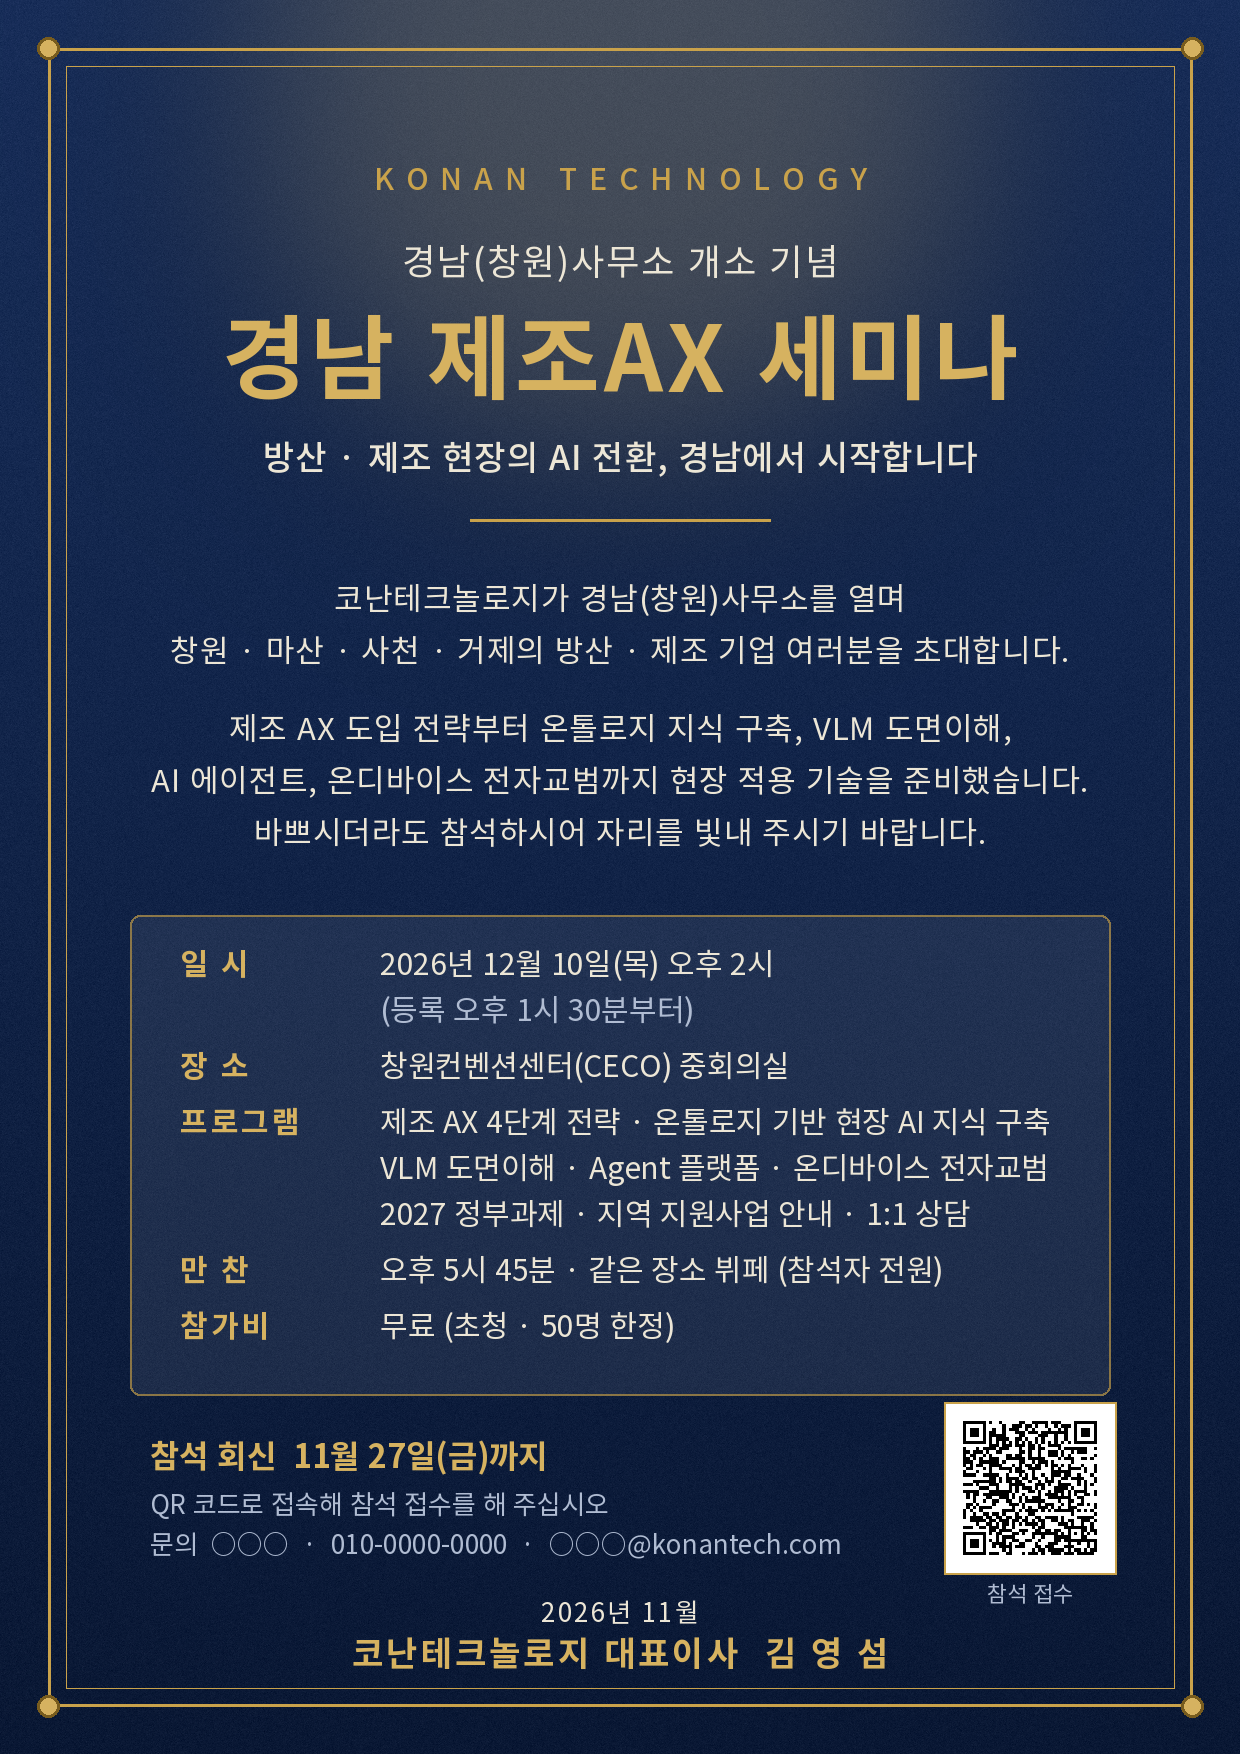 KONAN TECHNOLOGY
경남(창원)사무소 개소 기념
경남 제조AX 세미나
방산 · 제조 현장의 AI 전환, 경남에서 시작합니다
코난테크놀로지가 경남(창원)사무소를 열며
창원 · 마산 · 사천 · 거제의 방산 · 제조 기업 여러분을 초대합니다.
제조 AX 도입 전략부터 온톨로지 지식 구축, VLM 도면이해,
AI 에이전트, 온디바이스 전자교범까지 현장 적용 기술을 준비했습니다.
바쁘시더라도 참석하시어 자리를 빛내 주시기 바랍니다.
일 시 2026년 12월 10일(목) 오후 2시
(등록 오후 1시 30분부터)
장 소 창원컨벤션센터(CECO) 중회의실
프로그램 제조 AX 4단계 전략 · 온톨로지 기반 현장 AI 지식 구축
VLM 도면이해 · Agent 플랫폼 · 온디바이스 전자교범
2027 정부과제 · 지역 지원사업 안내 · 1:1 상담
만 찬 오후 5시 45분 · 같은 장소 뷔페 (참석자 전원)
참가비 무료 (초청 · 50명 한정)
참석 회신 11월 27일(금)까지
QR 코드로 접속해 참석 접수를 해 주십시오
문의 ○○○ · 010-0000-0000 · ○○○@konantech.com
참석 접수
2026년 11월
코난테크놀로지 대표이사 김 영 섬